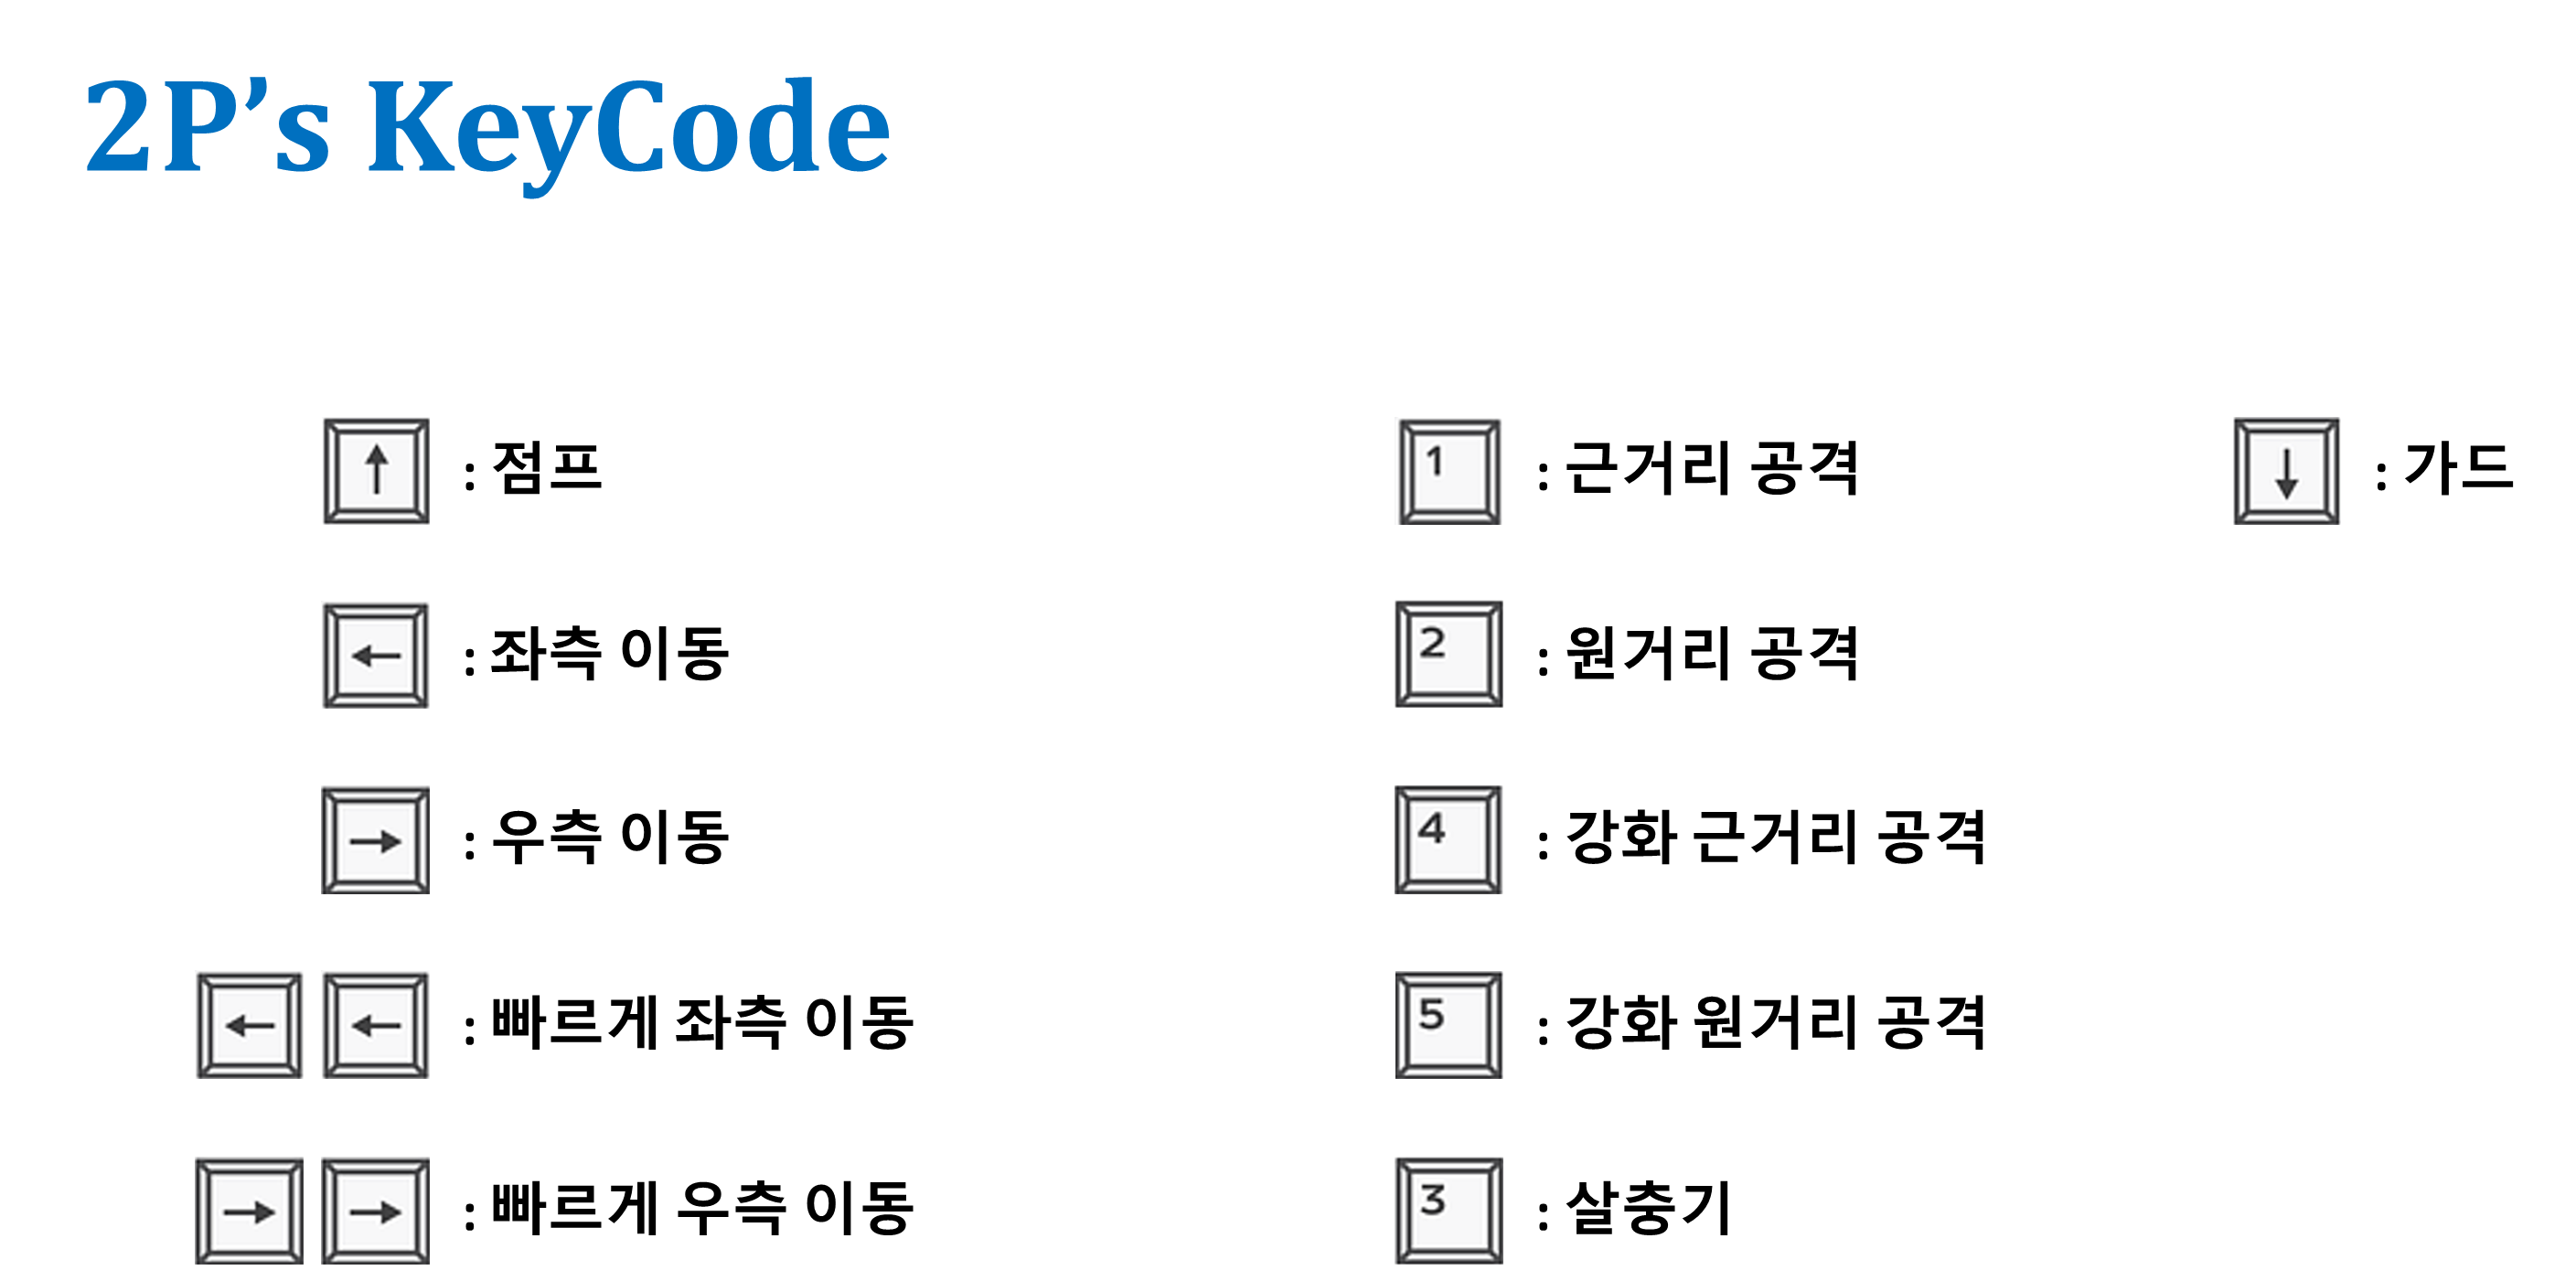 2P’s KeyCode
↑ : 점프
← : 좌측 이동
→ : 우측 이동
← ← : 빠르게 좌측 이동
→ → : 빠르게 우측 이동
1 : 근거리 공격
2 : 원거리 공격
4 : 강화 근거리 공격
5 : 강화 원거리 공격
3 : 살충기
↓ : 가드